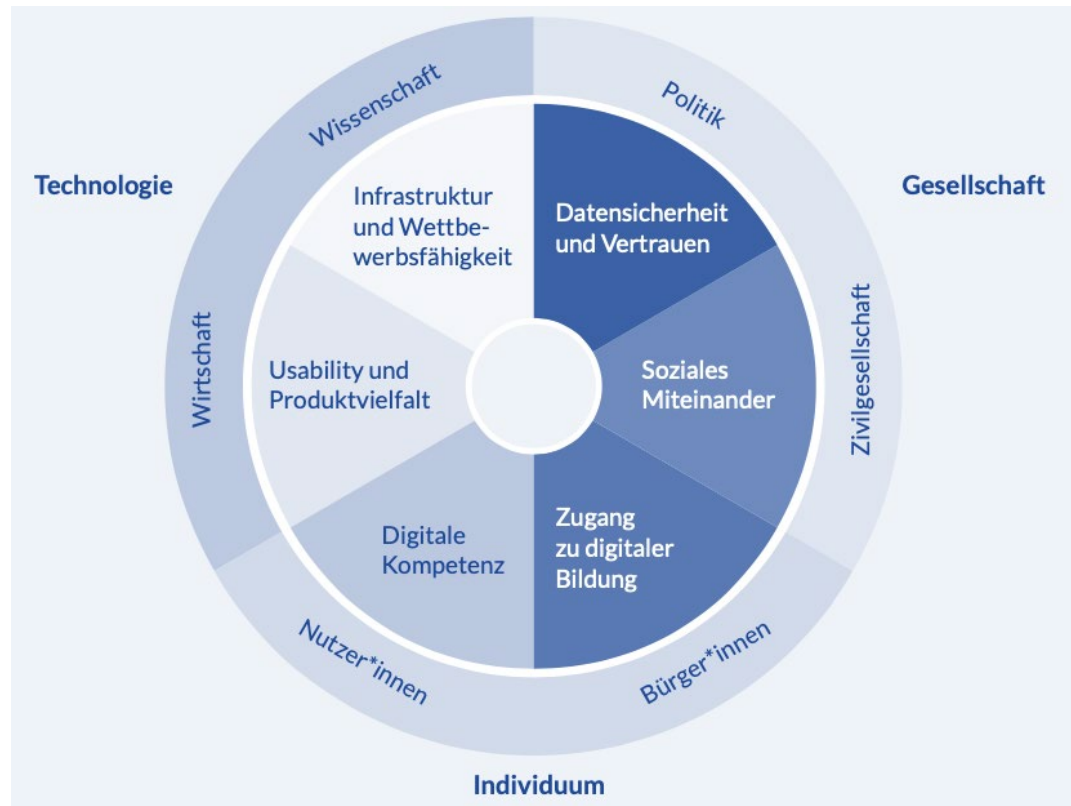 Wissenschaft
Politik
Technologie
Gesellschaft
Infrastruktur
und Wettbe-
werbsfähigkeit
Datensicherheit
und Vertrauen
Wirtschaft
Usability und
Produktvielfalt
Soziales
Miteinander
Zivilgesellschaft
Digitale
Kompetenz
Zugang
zu digitaler
Bildung
Nutzer*innen
Bürger*innen
Individuum